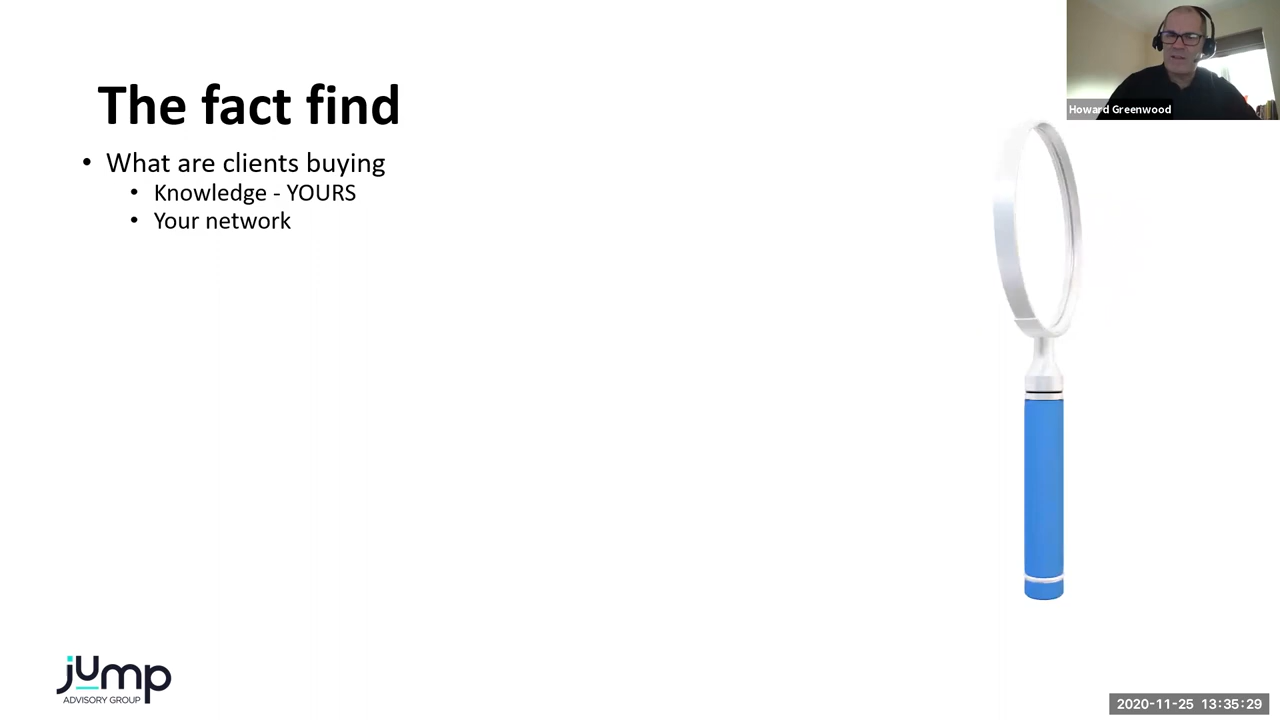 Howard Greenwood
The fact find
• What are clients buying
• Knowledge - YOURS
• Your network
jump
ADVISORY GROUP
2020-11-25 13:35:29